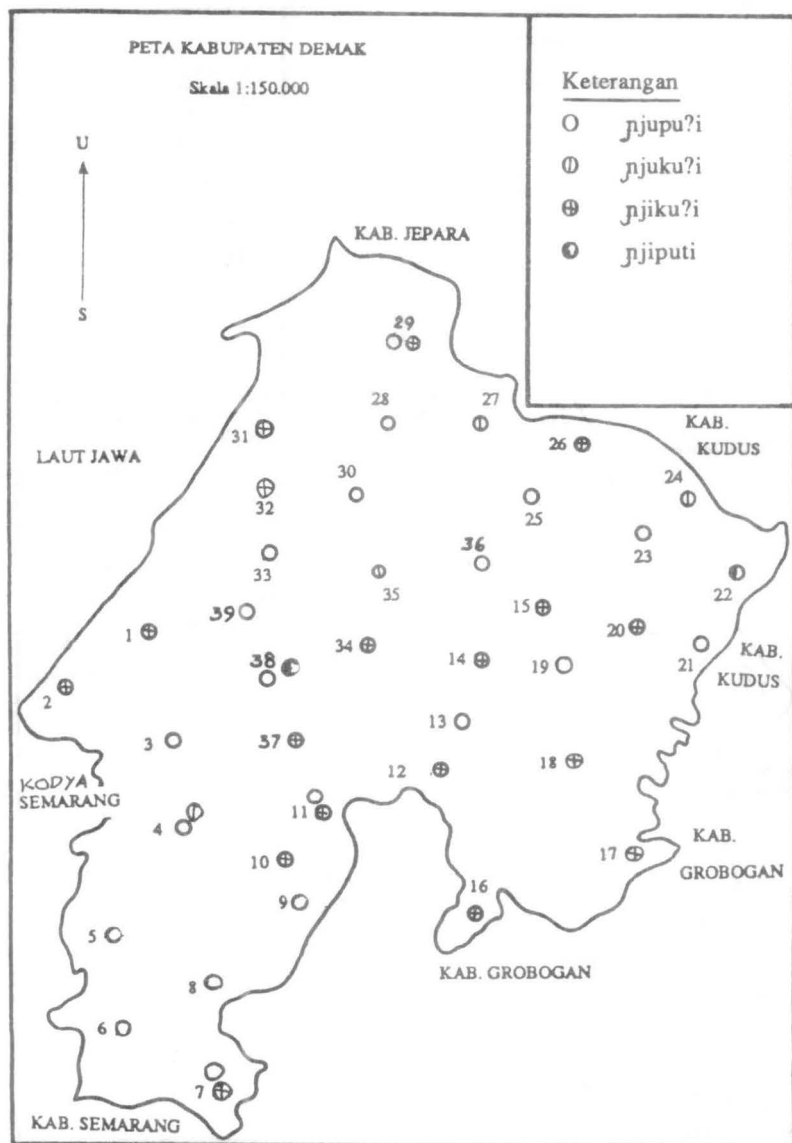 PETA KABUPATEN DEMAK
Skala 1:150.000
U
S
Keterangan
ɲjupu?i
ɲjuku?i
ɲjiku?i
ɲjiputi
KAB. JEPARA
29
28
27
26
KAB.
KUDUS
31
LAUT JAWA
30
24
32
25
23
36
33
35
22
39
15
20
1
34
14
19
21
KAB.
KUDUS
38
2
13
3
37
18
12
KODYA
SEMARANG
11
4
17
KAB.
GROBOGAN
10
16
9
5
KAB. GROBOGAN
8
6
7
KAB. SEMARANG